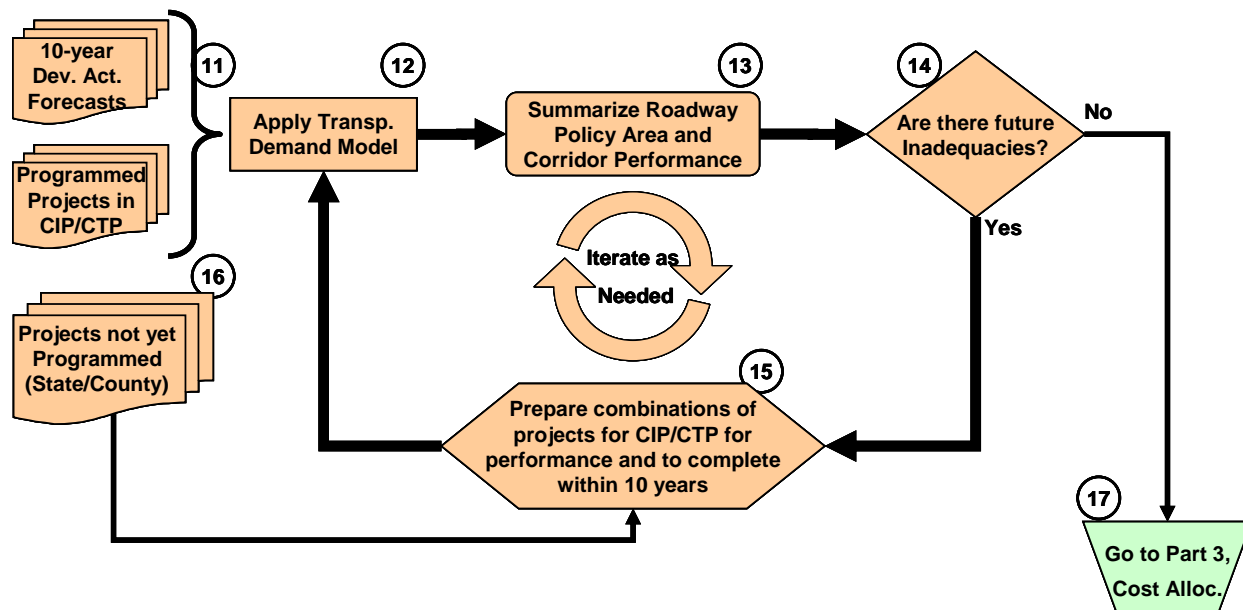 10-year
Dev. Act.
Forecasts
11
Programmed
Projects in
CIP/CTP
12
Apply Transp.
Demand Model
13
Summarize Roadway
Policy Area and
Corridor Performance
14
Are there future
Inadequacies?
No
Yes
Iterate as
Needed
16
Projects not yet
Programmed
(State/County)
15
Prepare combinations of
projects for CIP/CTP for
performance and to complete
within 10 years
17
Go to Part 3,
Cost Alloc.